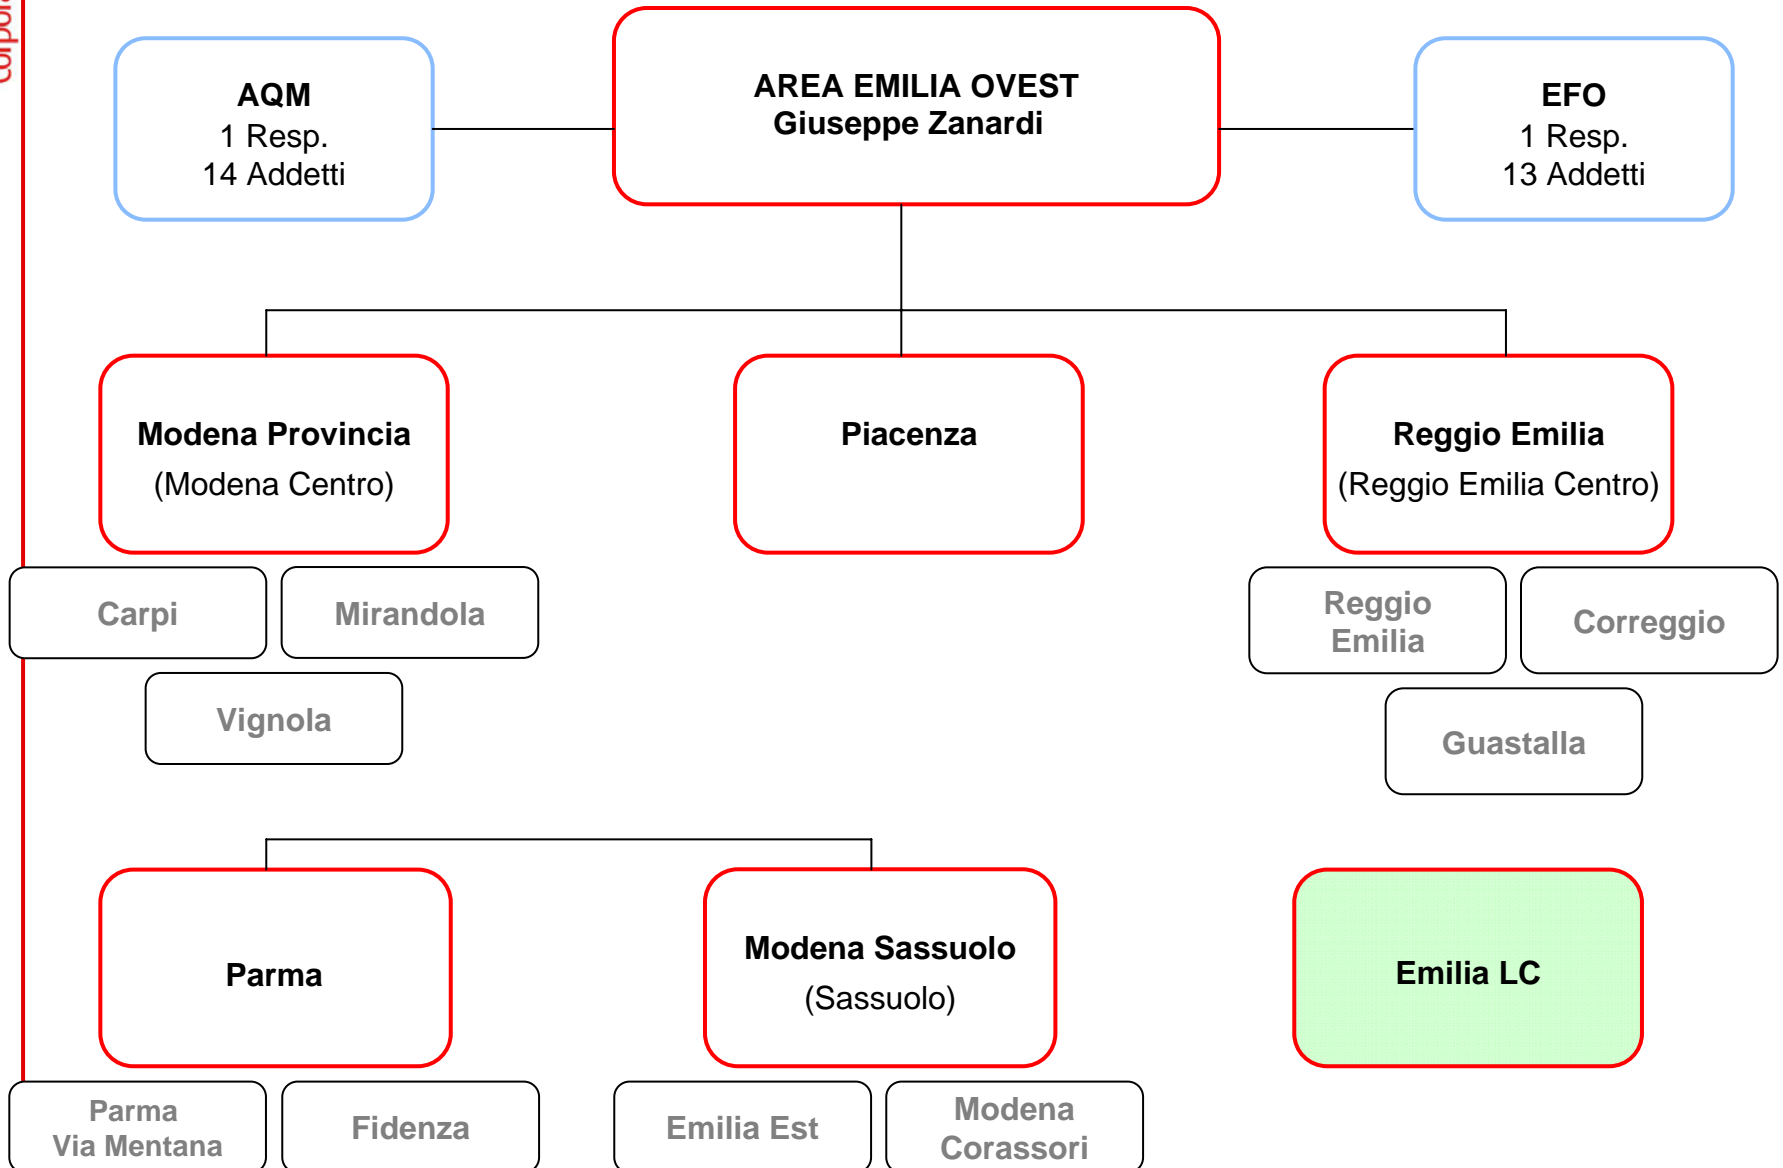 AREA EMILIA OVEST
Giuseppe Zanardi
AQM
1 Resp.
14 Addetti
EFO
1 Resp.
13 Addetti
Modena Provincia
(Modena Centro)
Piacenza
Reggio Emilia
(Reggio Emilia Centro)
Carpi
Mirandola
Vignola
Reggio
Emilia
Correggio
Guastalla
Parma
Modena Sassuolo
(Sassuolo)
Emilia LC
Parma
Via Mentana
Fidenza
Emilia Est
Modena
Corassori